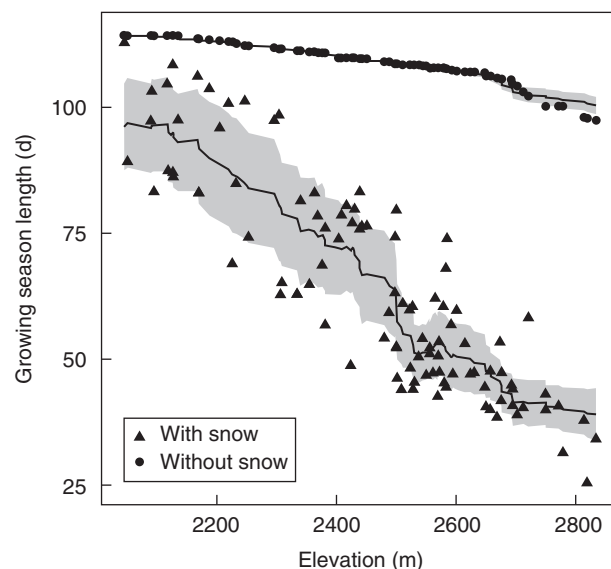 Growing season length (d)
100
75
50
25
With snow
Without snow
2200
2400
2600
2800
Elevation (m)